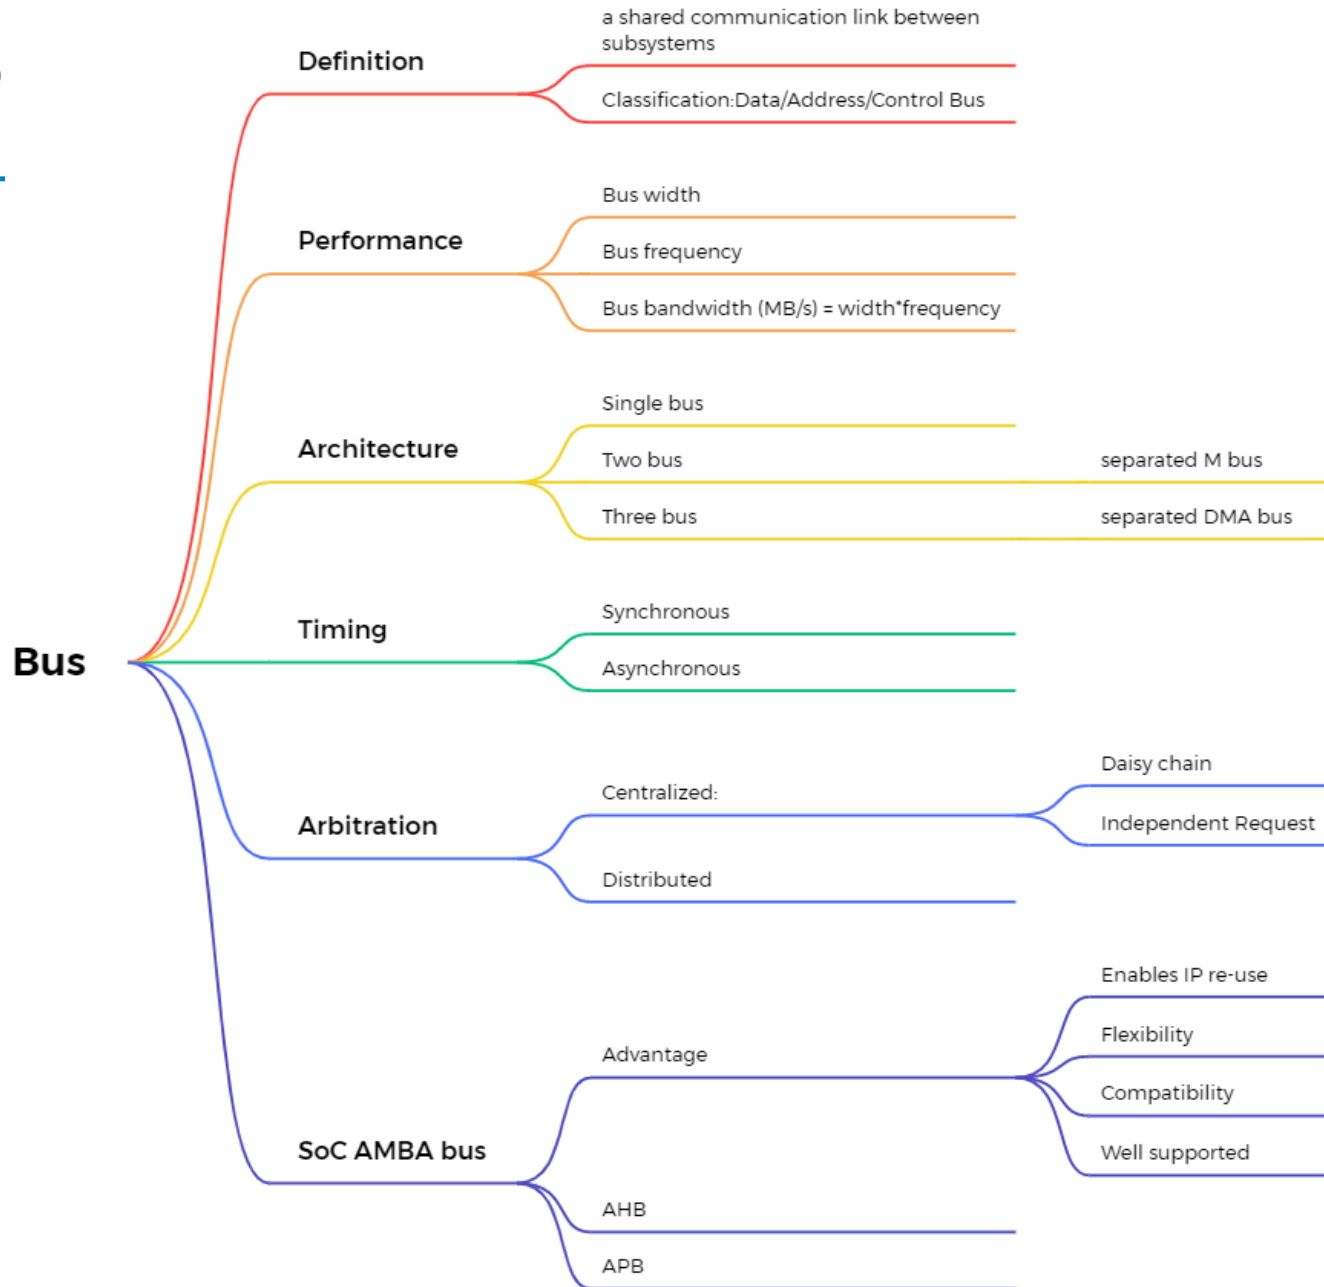 Bus
Definition
a shared communication link between
subsystems
Classification:Data/Address/Control Bus
Performance
Bus width
Bus frequency
Bus bandwidth (MB/s) = width*frequency
Architecture
Single bus
Two bus
separated M bus
Three bus
separated DMA bus
Timing
Synchronous
Asynchronous
Arbitration
Centralized:
Daisy chain
Independent Request
Distributed
SoC AMBA bus
Advantage
Enables IP re-use
Flexibility
Compatibility
Well supported
AHB
APB